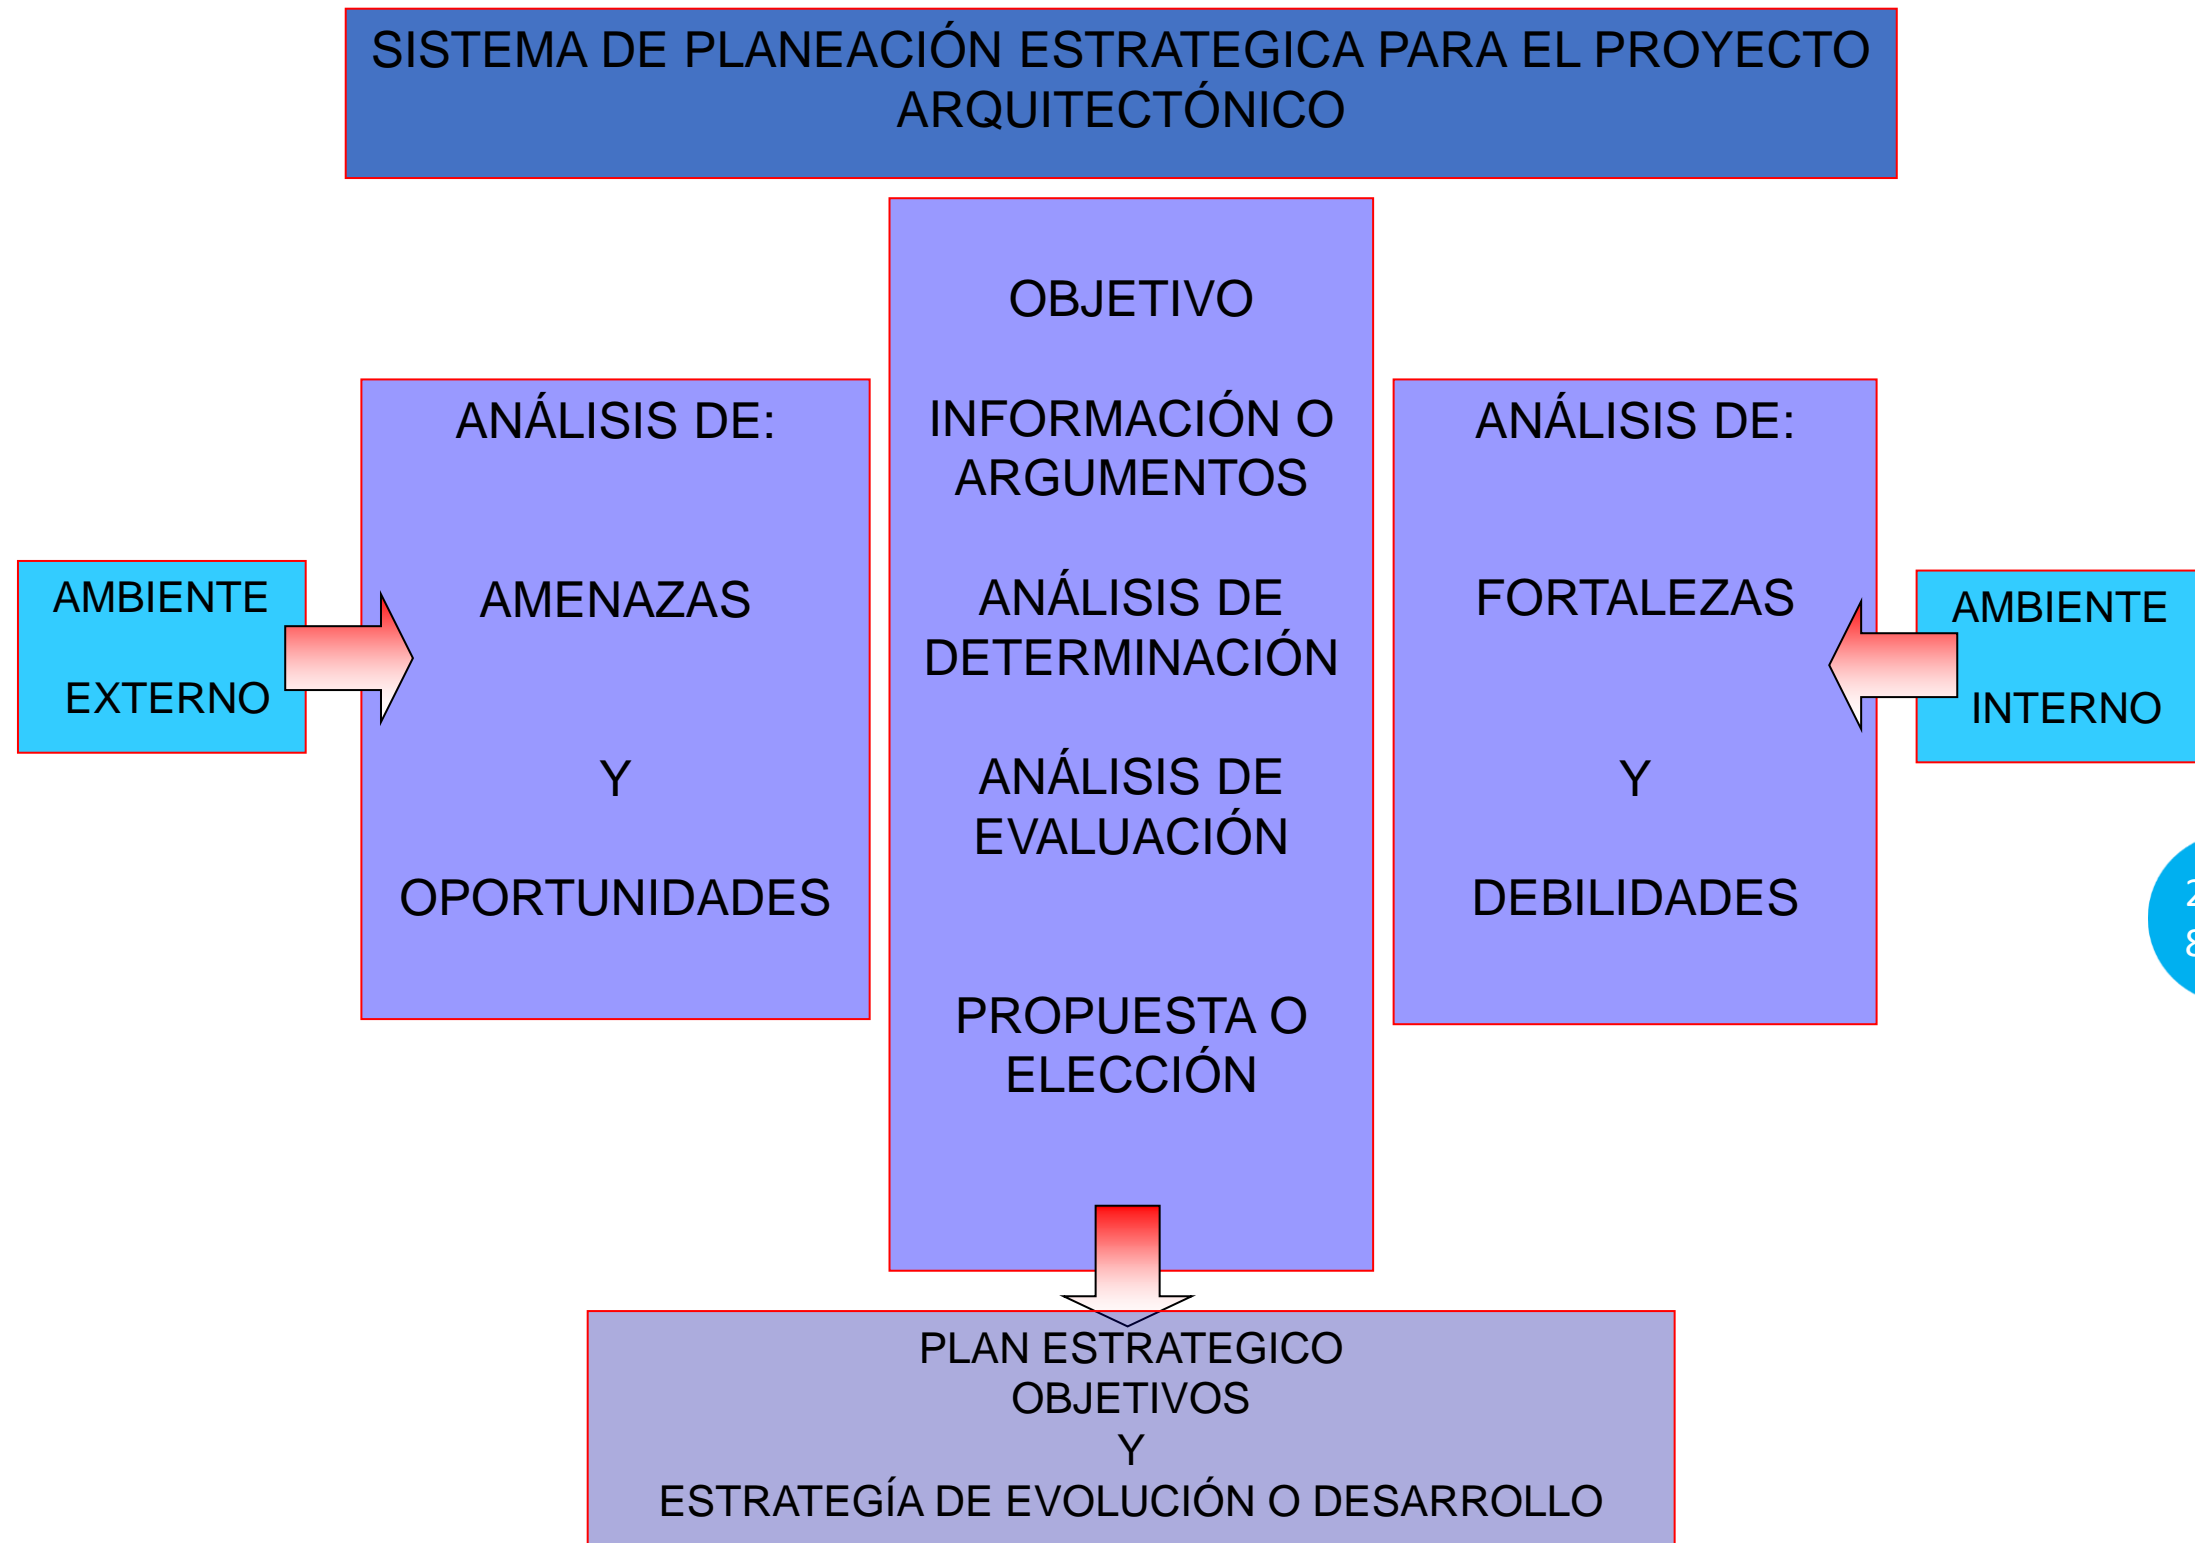 SISTEMA DE PLANEACIÓN ESTRATEGICA PARA EL PROYECTO
ARQUITECTÓNICO
AMBIENTE
EXTERNO
ANÁLISIS DE:
AMENAZAS
Y
OPORTUNIDADES
OBJETIVO
INFORMACIÓN O
ARGUMENTOS
ANÁLISIS DE
DETERMINACIÓN
ANÁLISIS DE
EVALUACIÓN
PROPUESTA O
ELECCIÓN
ANÁLISIS DE:
FORTALEZAS
Y
DEBILIDADES
AMBIENTE
INTERNO
2
8
PLAN ESTRATEGICO
OBJETIVOS
Y
ESTRATEGÍA DE EVOLUCIÓN O DESARROLLO